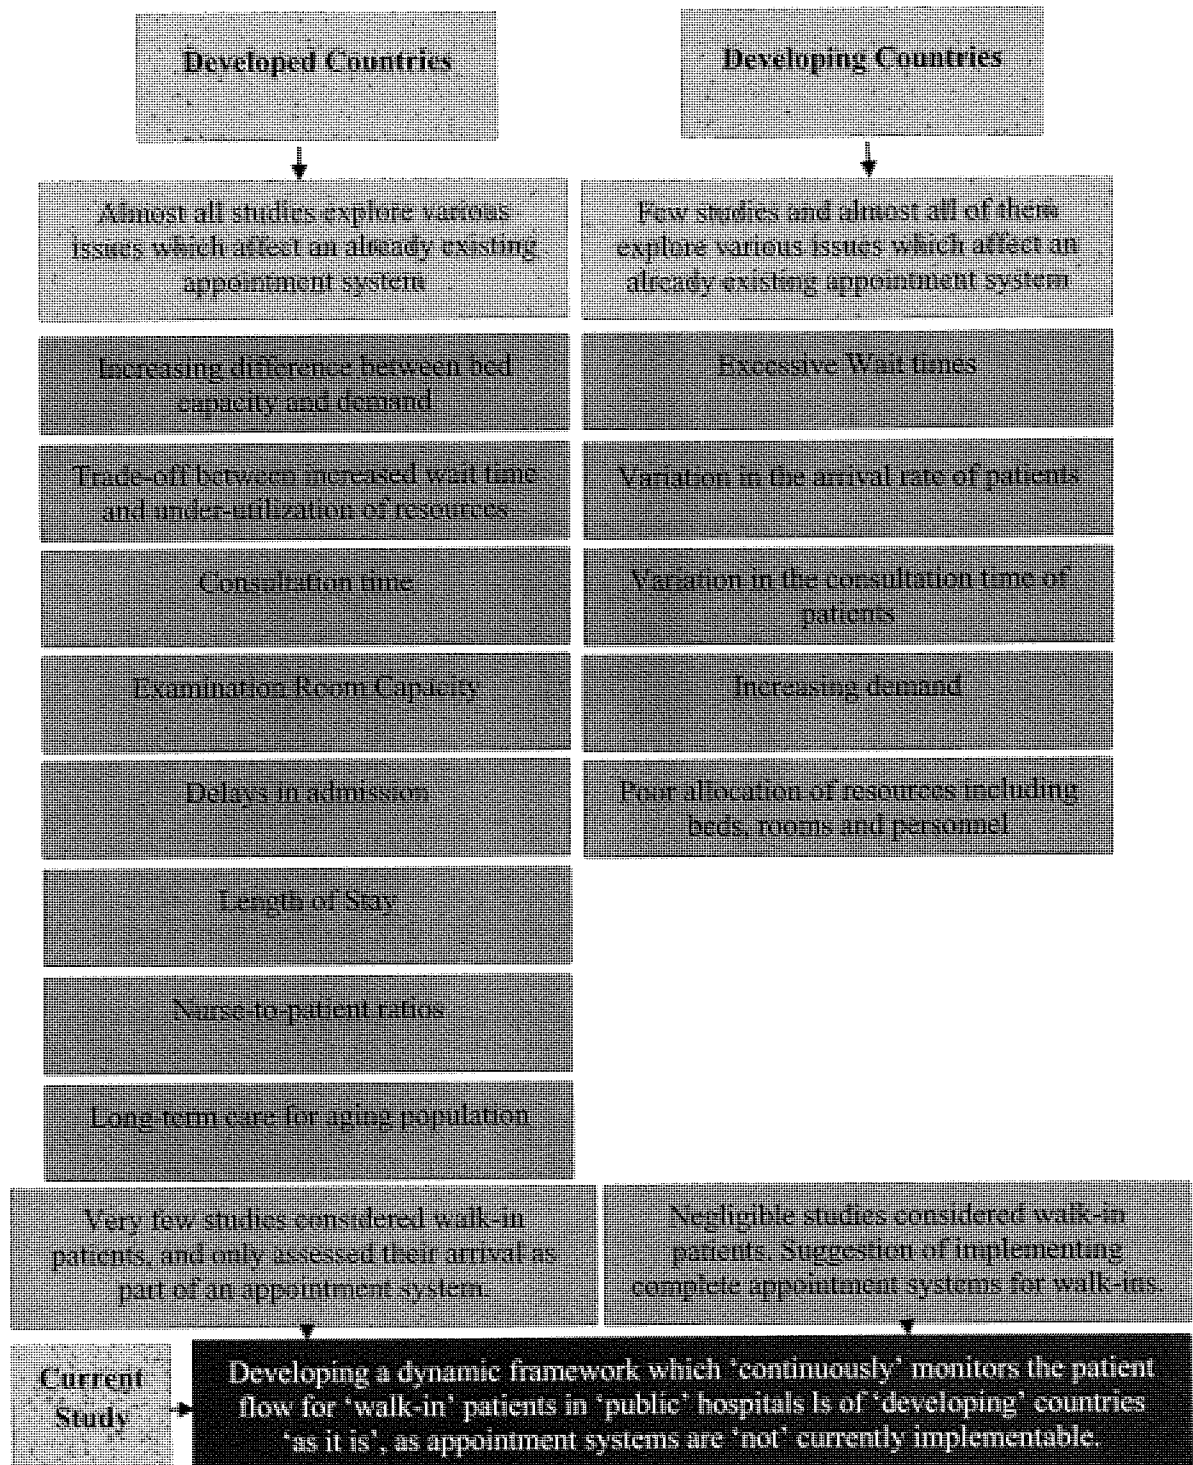 Developed Countries
Almost all studies explore various
issues which affect an already existing
appointment system
Increasing difference between bed
capacity and demand
Trade-off between increased wait time
and under-utilization of resources
Consultation time
Examination Room Capacity
Delays in admission
Length of Stay
Nurse-to-patient ratios
Long-term care for aging population
Very few studies considered walk-in
patients, and only assessed their arrival as
part of an appointment system.
Developing Countries
Few studies and almost all of them
explore various issues which affect an
already existing appointment system
Excessive Wait times
Variation in the arrival rate of patients
Variation in the consultation time of
patients
Increasing demand
Poor allocation of resources including
beds, rooms and personnel
Negligible studies considered walk-in
patients. Suggestion of implementing
complete appointment systems for walk-ins.
Current
Study
Developing a dynamic framework which ‘continuously’ monitors the patient
flow for ‘walk-in’ patients in ‘public’ hospitals Is of ‘developing’ countries
‘as it is’, as appointment systems are ‘not’ currently implementable.